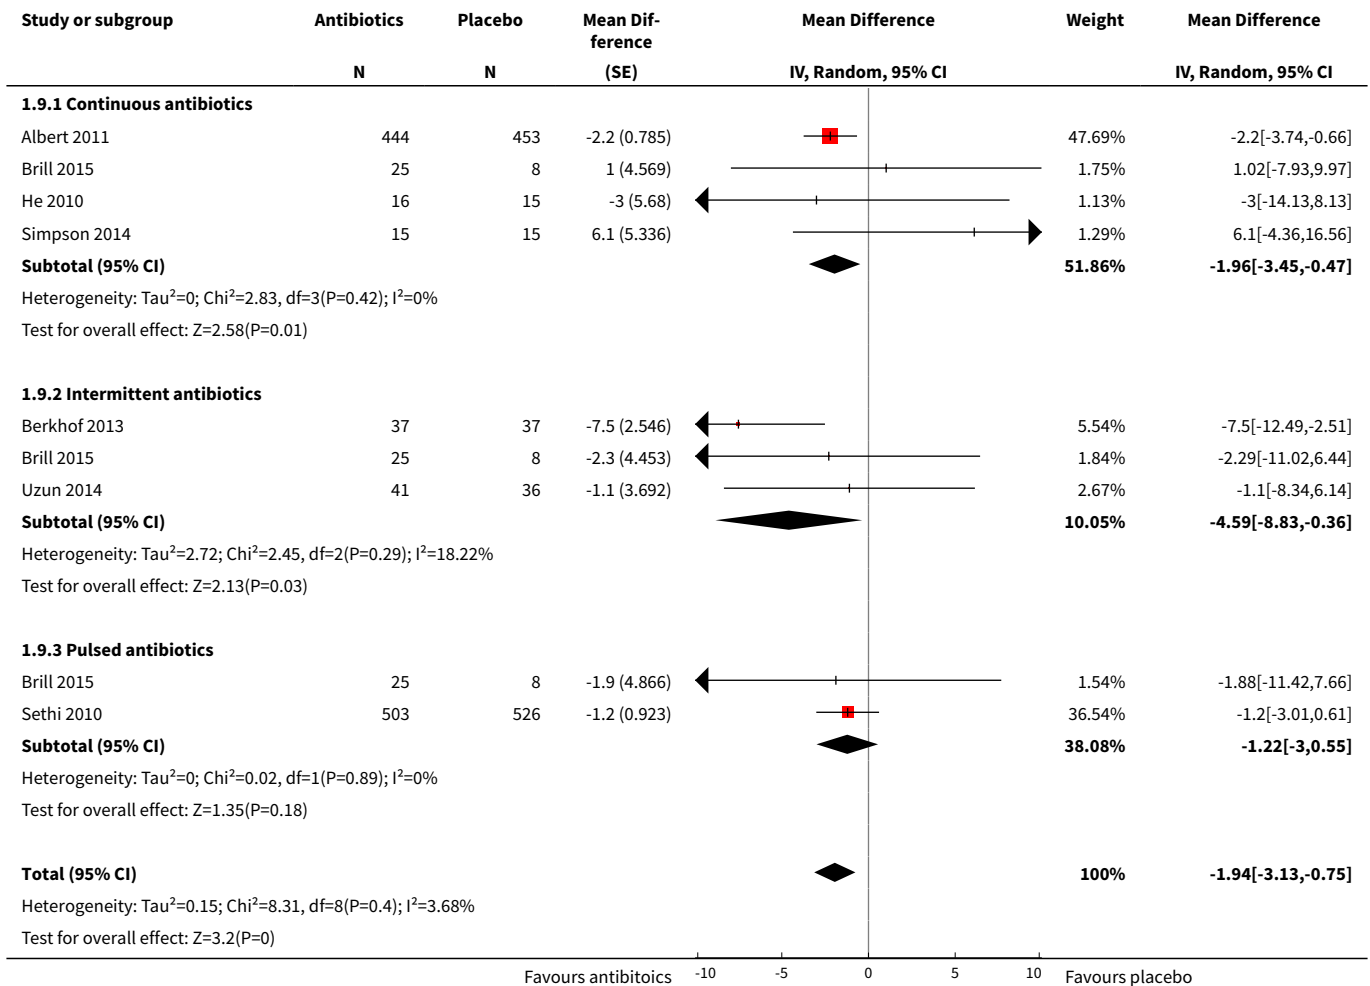 Study or subgroup Antibiotics Placebo Mean Dif- Mean Difference Weight Mean Difference
ference
N N (SE) IV, Random, 95% CI IV, Random, 95% CI
1.9.1 Continuous antibiotics
Albert 2011 444 453 -2.2 (0.785) 47.69% -2.2[-3.74,-0.66]
Brill 2015 25 8 1 (4.569) 1.75% 1.02[-7.93,9.97]
He 2010 16 15 -3 (5.68) 1.13% -3[-14.13,8.13]
Simpson 2014 15 15 6.1 (5.336) 1.29% 6.1[-4.36,16.56]
Subtotal (95% CI) 51.86% -1.96[-3.45,-0.47]
Heterogeneity: Tau²=0; Chi²=2.83, df=3(P=0.42); I²=0%
Test for overall effect: Z=2.58(P=0.01)
1.9.2 Intermittent antibiotics
Berkhof 2013 37 37 -7.5 (2.546) 5.54% -7.5[-12.49,-2.51]
Brill 2015 25 8 -2.3 (4.453) 1.84% -2.29[-11.02,6.44]
Uzun 2014 41 36 -1.1 (3.692) 2.67% -1.1[-8.34,6.14]
Subtotal (95% CI) 10.05% -4.59[-8.83,-0.36]
Heterogeneity: Tau²=2.72; Chi²=2.45, df=2(P=0.29); I²=18.22%
Test for overall effect: Z=2.13(P=0.03)
1.9.3 Pulsed antibiotics
Brill 2015 25 8 -1.9 (4.866) 1.54% -1.88[-11.42,7.66]
Sethi 2010 503 526 -1.2 (0.923) 36.54% -1.2[-3.01,0.61]
Subtotal (95% CI) 38.08% -1.22[-3,0.55]
Heterogeneity: Tau²=0; Chi²=0.02, df=1(P=0.89); I²=0%
Test for overall effect: Z=1.35(P=0.18)
Total (95% CI) 100% -1.94[-3.13,-0.75]
Heterogeneity: Tau²=0.15; Chi²=8.31, df=8(P=0.4); I²=3.68%
Test for overall effect: Z=3.2(P=0)
Favours antibitoics -10 -5 0 5 10 Favours placebo